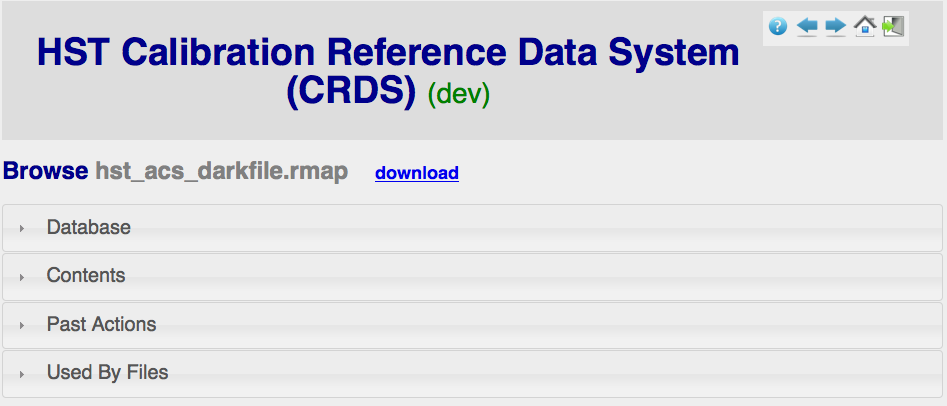 HST Calibration Reference Data System
(CRDS) (dev)
Browse hst_acs_darkfile.rmap download
Database
Contents
Past Actions
Used By Files